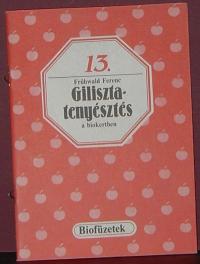 13.
Frühwald Ferenc
Giliszta-
tenyésztés
a biokertben
Biofüzetek